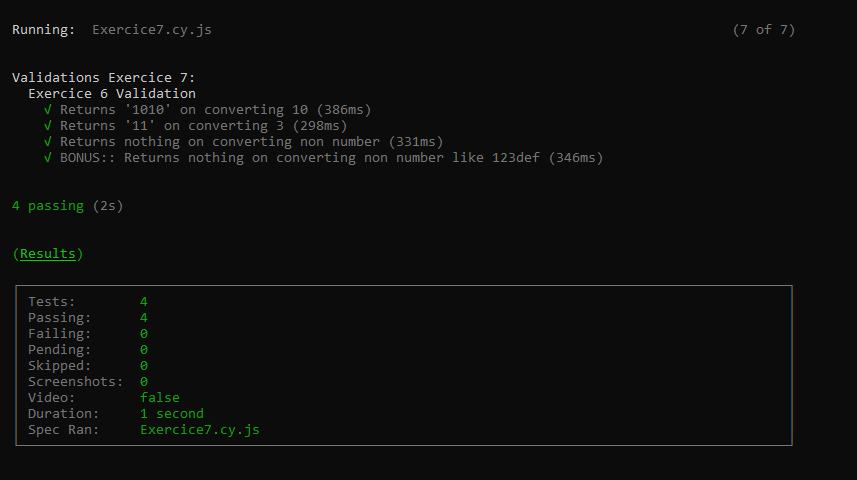 Running:  Exercice7.cy.js (7 of 7)
Validations Exercice 7:
Exercice 6 Validation
√ Returns '1010' on converting 10 (386ms)
√ Returns '11' on converting 3 (298ms)
√ Returns nothing on converting non number (331ms)
√ BONUS:: Returns nothing on converting non number like 123def (346ms)
4 passing (2s)
(Results)
Tests: 4
Passing: 4
Failing: 0
Pending: 0
Skipped: 0
Screenshots: 0
Video: false
Duration: 1 second
Spec Ran: Exercice7.cy.js